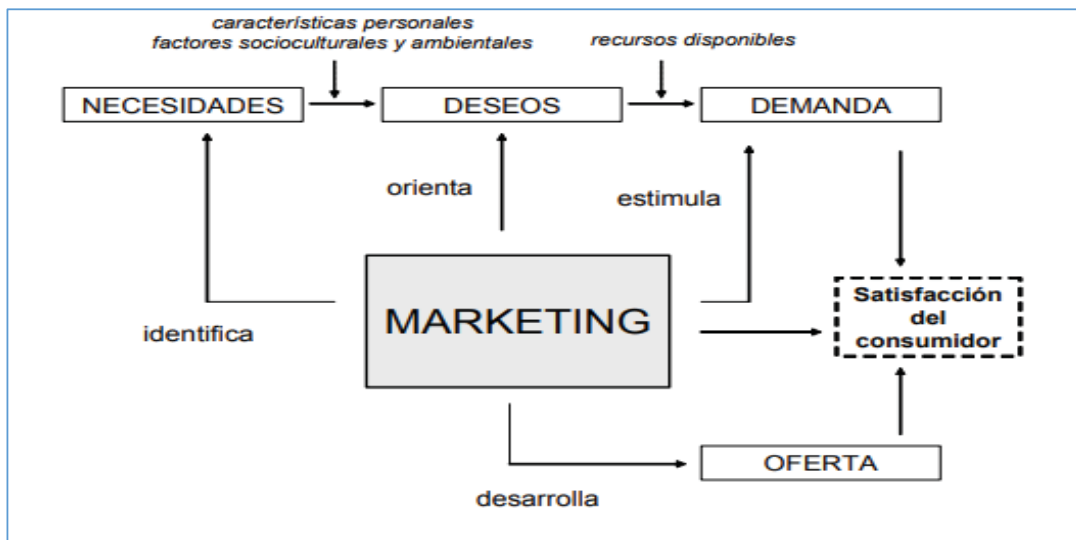 características personales
factores socioculturales y ambientales
recursos disponibles
NECESIDADES
DESEOS
DEMANDA
orienta
estimula
MARKETING
Satisfacción
del
consumidor
identifica
OFERTA
desarrolla